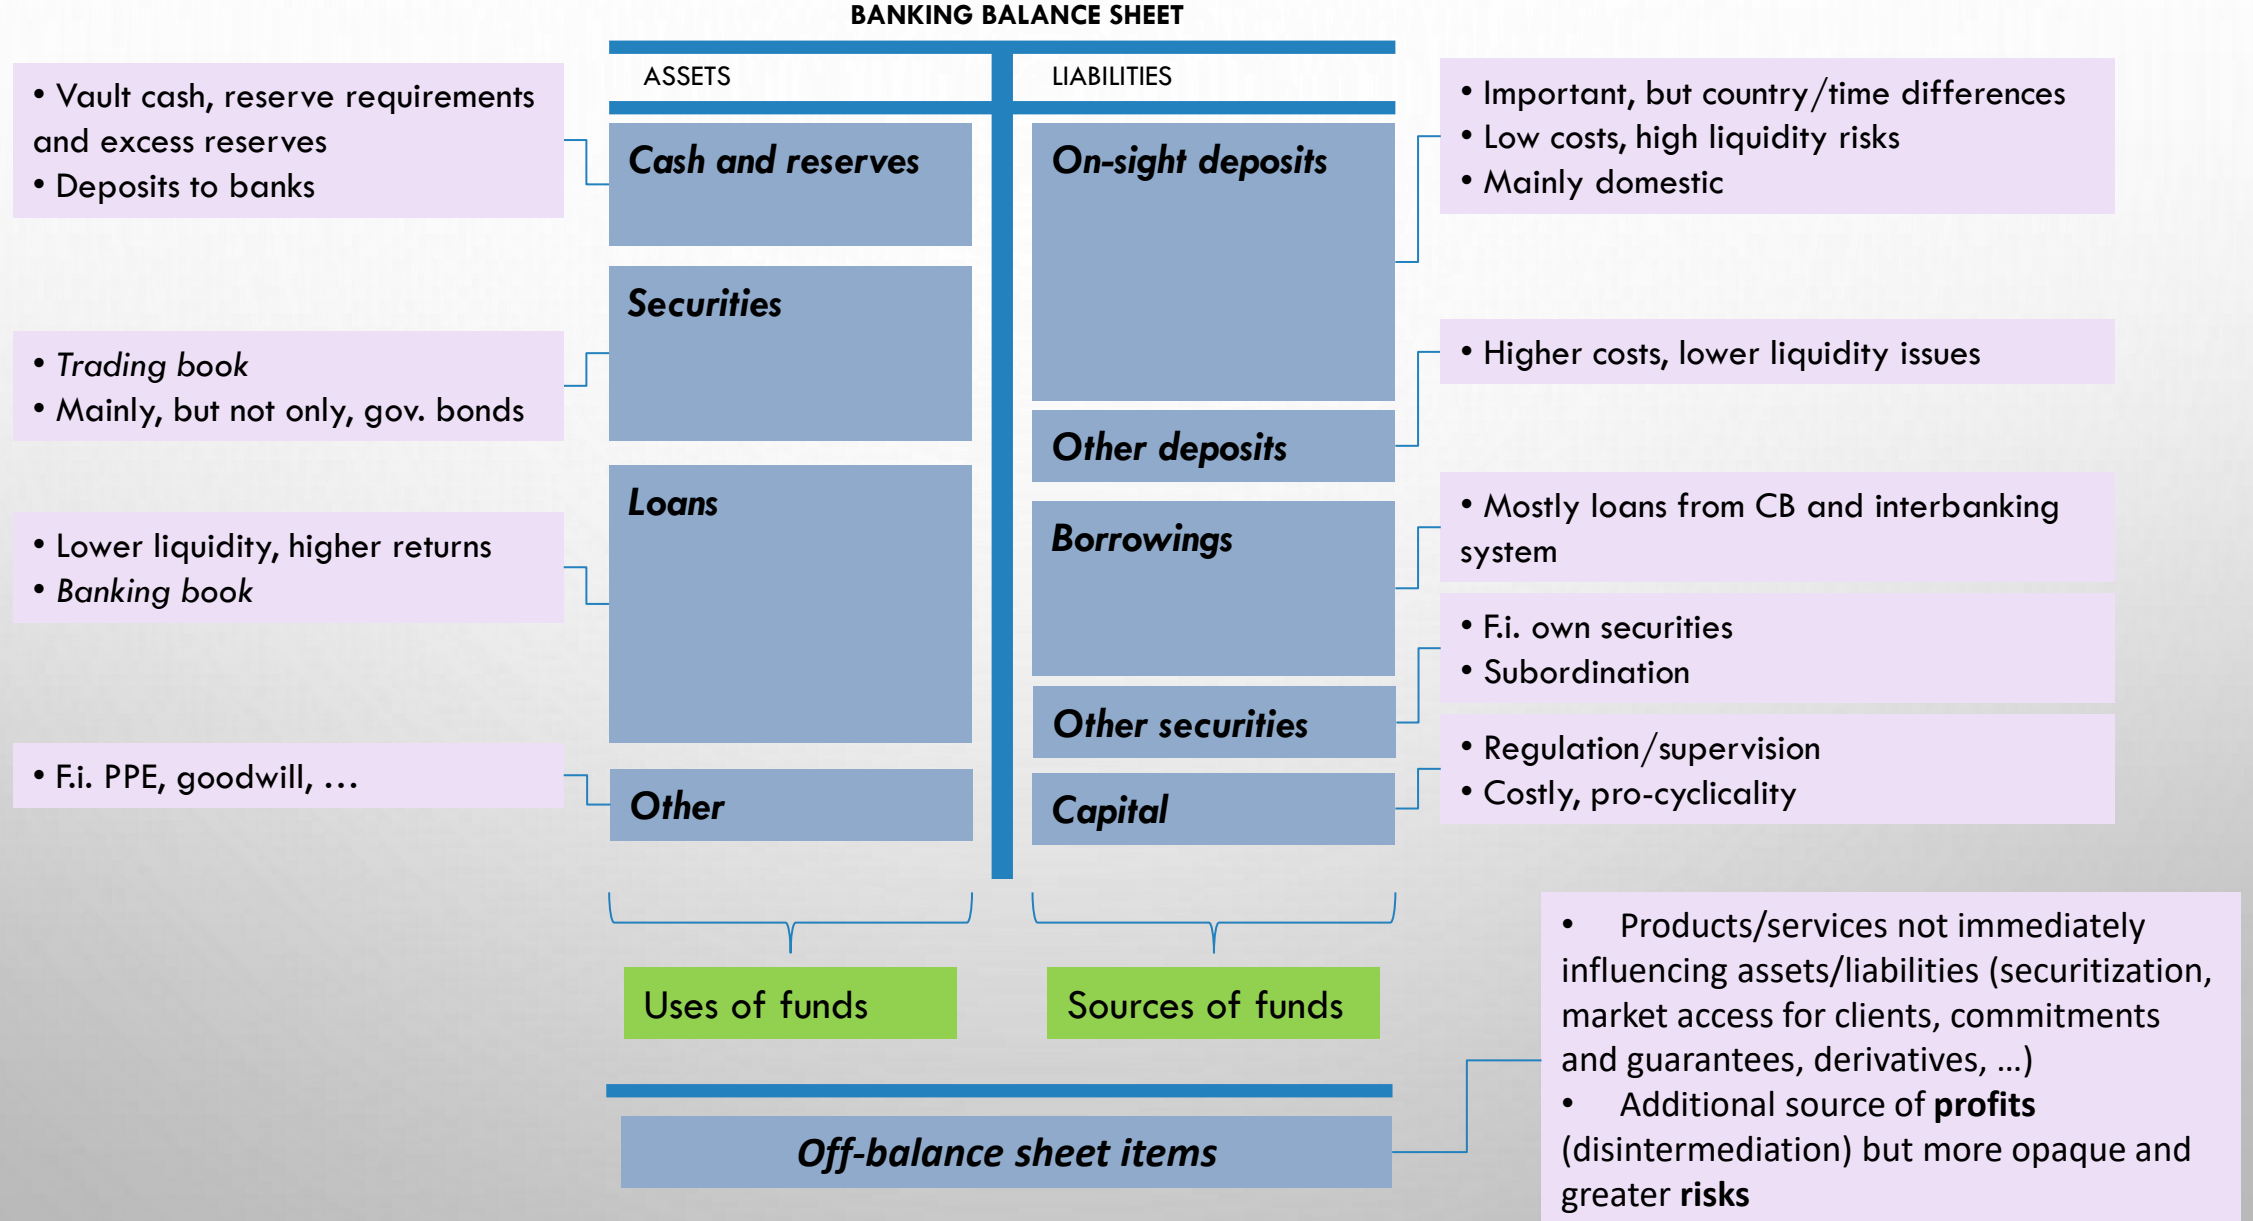 BANKING BALANCE SHEET
ASSETS
LIABILITIES
• Vault cash, reserve requirements
and excess reserves
• Deposits to banks
Cash and reserves
On-sight deposits
• Important, but country/time differences
• Low costs, high liquidity risks
• Mainly domestic
• Trading book
• Mainly, but not only, gov. bonds
Securities
Other deposits
• Higher costs, lower liquidity issues
• Lower liquidity, higher returns
• Banking book
Loans
Borrowings
• Mostly loans from CB and interbanking
system
Other securities
• F.i. own securities
• Subordination
• F.i. PPE, goodwill, …
Other
Capital
• Regulation/supervision
• Costly, pro-cyclicality
Uses of funds
Sources of funds
Off-balance sheet items
• Products/services not immediately
influencing assets/liabilities (securitization,
market access for clients, commitments
and guarantees, derivatives, …)
• Additional source of profits
(disintermediation) but more opaque and
greater risks